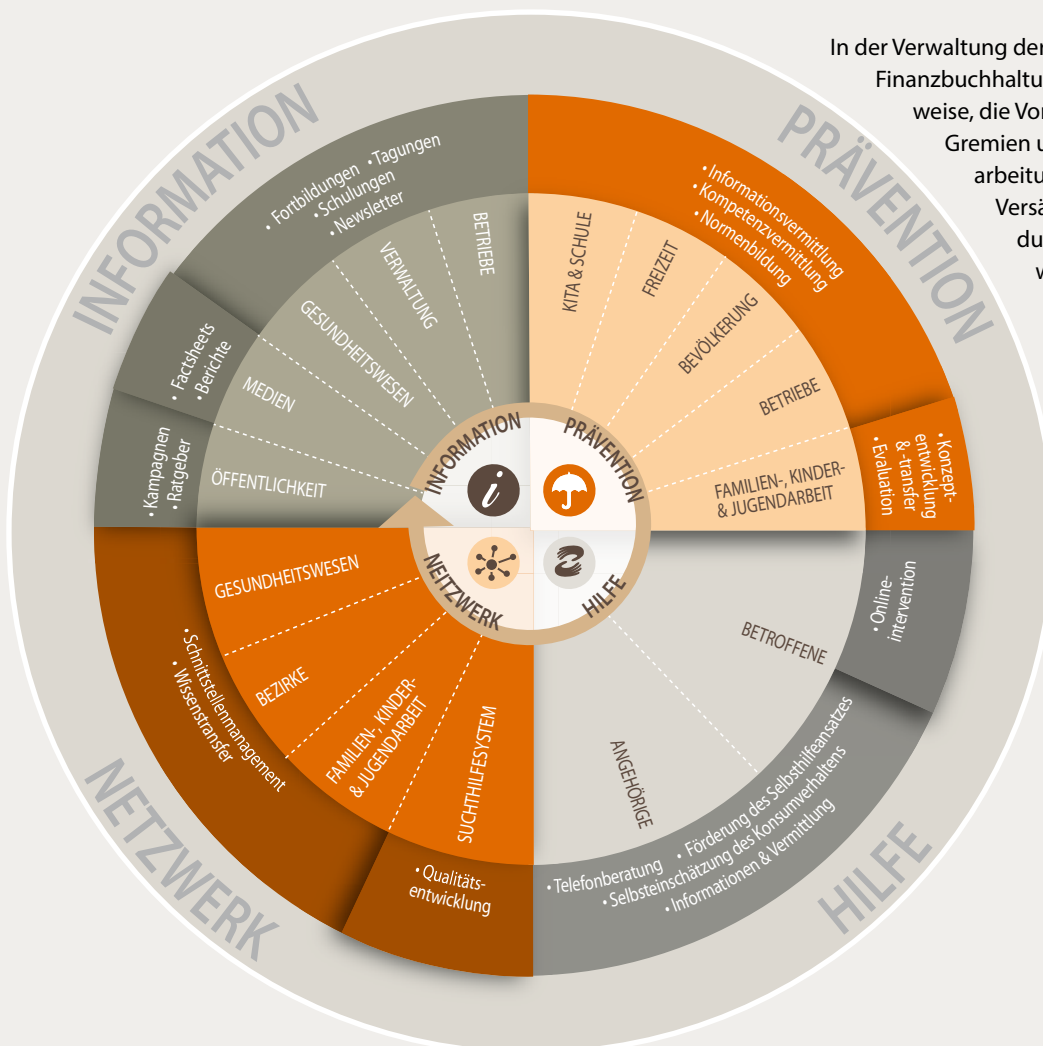 In der Verwaltung der
Finanzbuchhaltu
weise, die Vor
Gremien u
arbeitu
Versä
du
w
INFORMATION
• Fortbildungen • Tagungen
• Schulungen
• Newsletter
• Factsheets
• Berichte
• Kampagnen
• Ratgeber
BETRIEBE
VERWALTUNG
GESUNDHEITSWESEN
MEDIEN
ÖFFENTLICHKEIT
PRÄVENTION
• Informationsvermittlung
• Kompetenzvermittlung
• Normenbildung
• Konzept-
entwicklung
& -transfer
• Evaluation
KITA & SCHULE
FREIZEIT
BEVÖLKERUNG
BETRIEBE
FAMILIEN-, KINDER-
& JUGENDARBEIT
INFORMATION
PRÄVENTION
i
NETZWERK
HILFE
GESUNDHEITSWESEN
BEZIRKE
FAMILIEN-, KINDER-
& JUGENDARBEIT
SUCHTHILFESYSTEM
• Schnittstellenmanagement
• Wissenstransfer
• Qualitäts-
entwicklung
NETZWERK
BETROFFENE
ANGEHÖRIGE
• Online-
intervention
• Telefonberatung • Förderung des Selbsthilfeansatzes
• Selbsteinschätzung des Konsumverhaltens
• Informationen & Vermittlung
HILFE